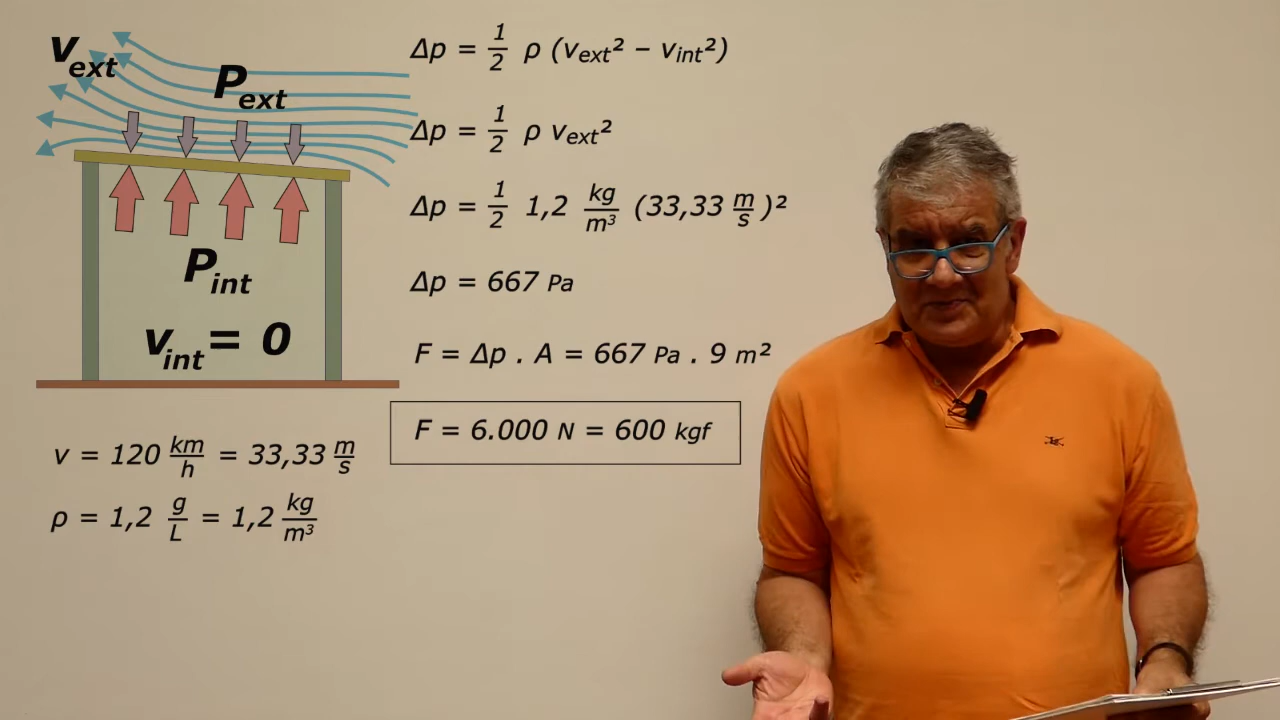 v_ext
P_ext
P_int
v_int = 0
v = 120 km/h = 33,33 m/s
ρ = 1,2 g/L = 1,2 kg/m³
Δp = 1/2 ρ (v_ext² − v_int²)
Δp = 1/2 ρ v_ext²
Δp = 1/2 1,2 kg/m³ (33,33 m/s)²
Δp = 667 Pa
F = Δp . A = 667 Pa . 9 m²
F = 6.000 N = 600 kgf